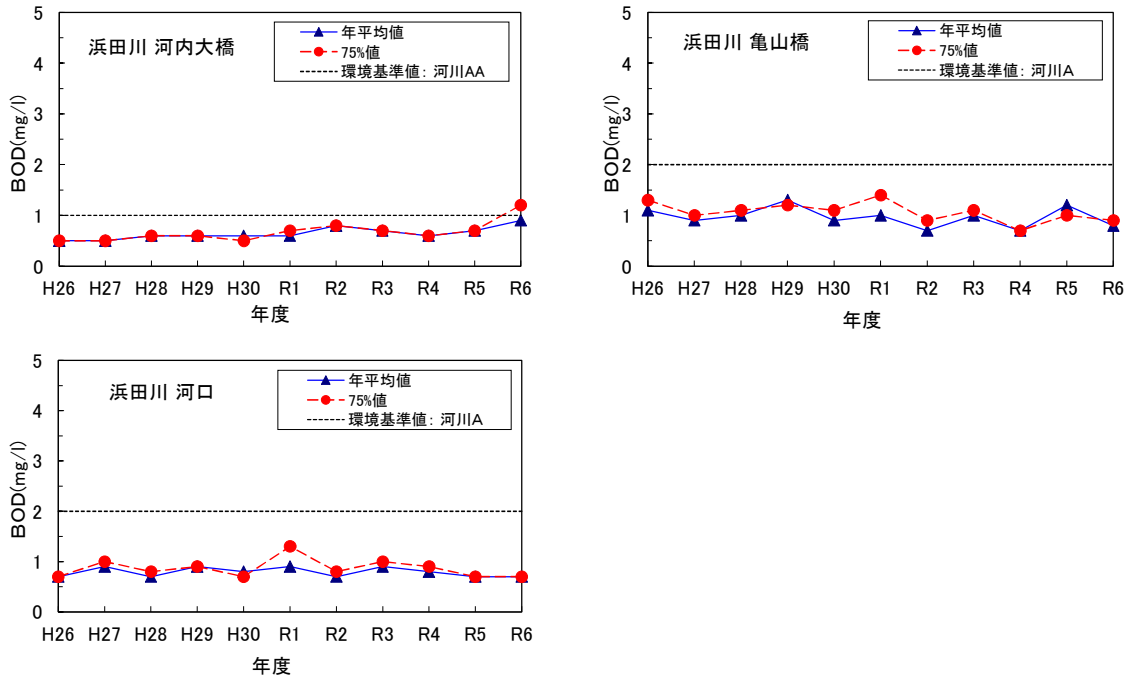 浜田川 河内大橋
年平均値
75%値
環境基準値： 河川AA
BOD(mg/l)
5
4
3
2
1
0
H26 H27 H28 H29 H30 R1 R2 R3 R4 R5 R6
年度
浜田川 亀山橋
年平均値
75%値
環境基準値： 河川A
BOD(mg/l)
5
4
3
2
1
0
H26 H27 H28 H29 H30 R1 R2 R3 R4 R5 R6
年度
浜田川 河口
年平均値
75%値
環境基準値： 河川A
BOD(mg/l)
5
4
3
2
1
0
H26 H27 H28 H29 H30 R1 R2 R3 R4 R5 R6
年度